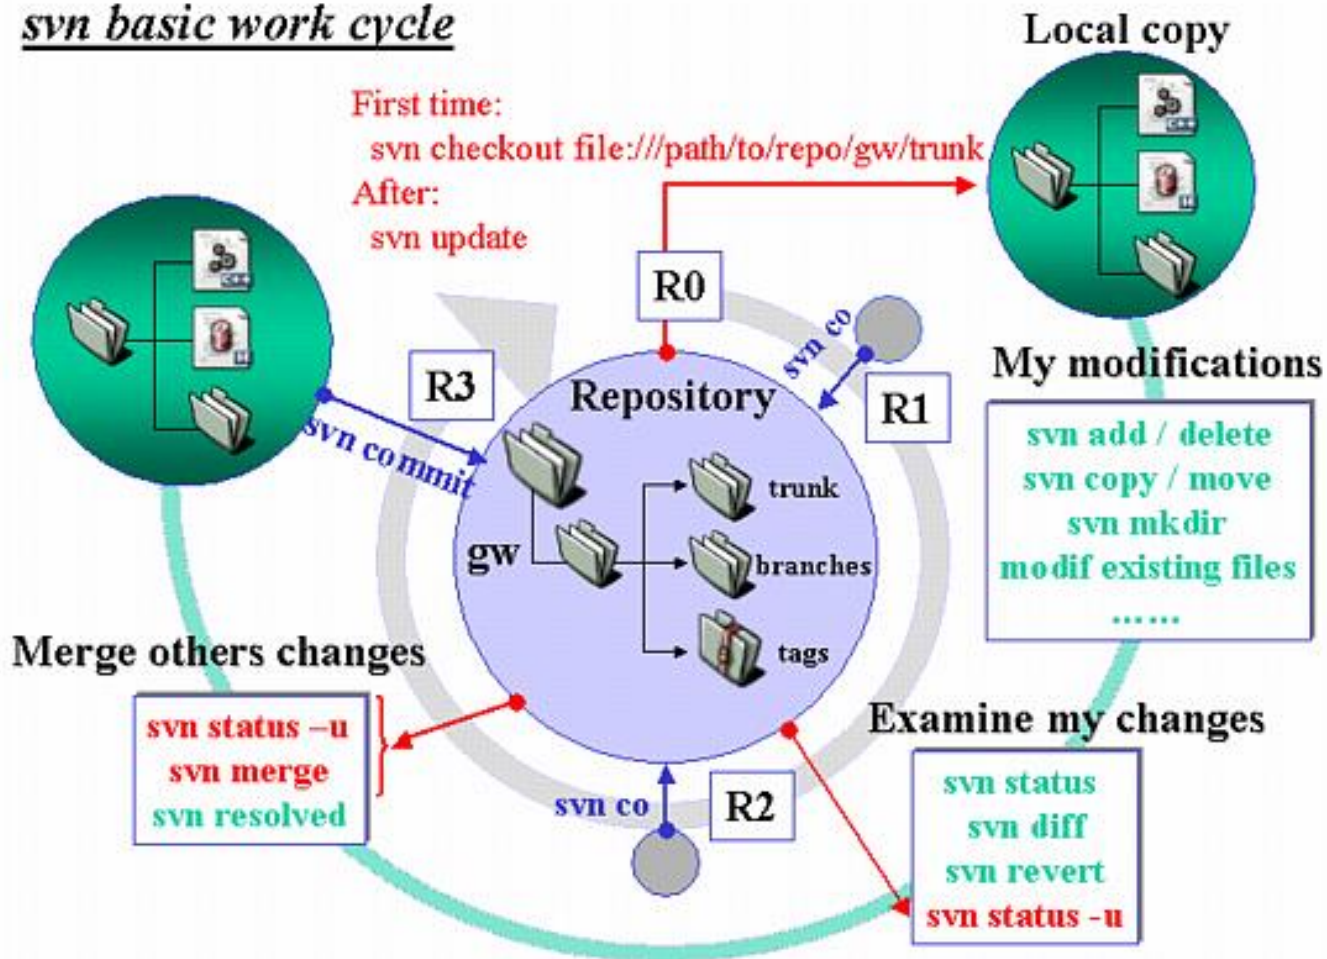 svn basic work cycle
Local copy
First time:
svn checkout file:///path/to/repo/gw/trunk
After:
svn update
R0
svn co
R1
R3
Repository
svn commit
My modifications
svn add / delete
svn copy / move
svn mkdir
modif existing files
......
trunk
gw
branches
tags
Merge others changes
svn status –u
svn merge
svn resolved
Examine my changes
svn status
svn diff
svn revert
svn status -u
svn co
R2